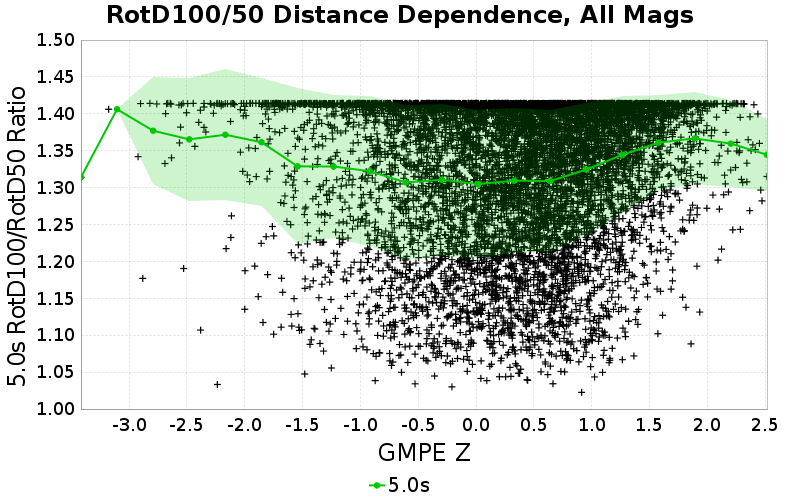 RotD100/50 Distance Dependence, All Mags
5.0s RotD100/RotD50 Ratio
1.50
1.45
1.40
1.35
1.30
1.25
1.20
1.15
1.10
1.05
1.00
-3.0 -2.5 -2.0 -1.5 -1.0 -0.5 0.0 0.5 1.0 1.5 2.0 2.5
GMPE Z
5.0s